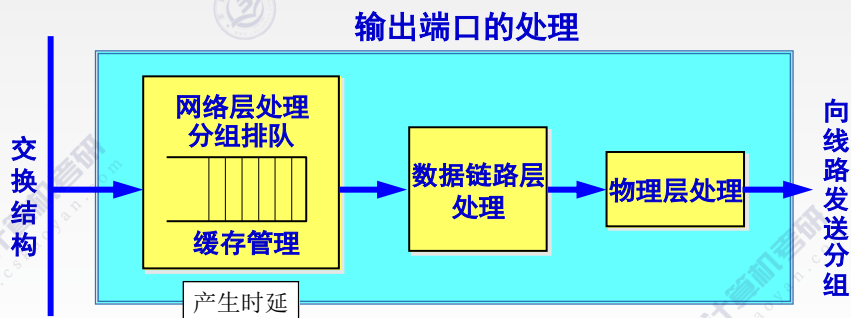 输出端口的处理
交换结构
网络层处理
分组排队
缓存管理
产生时延
数据链路层
处理
物理层处理
向线路发送分组